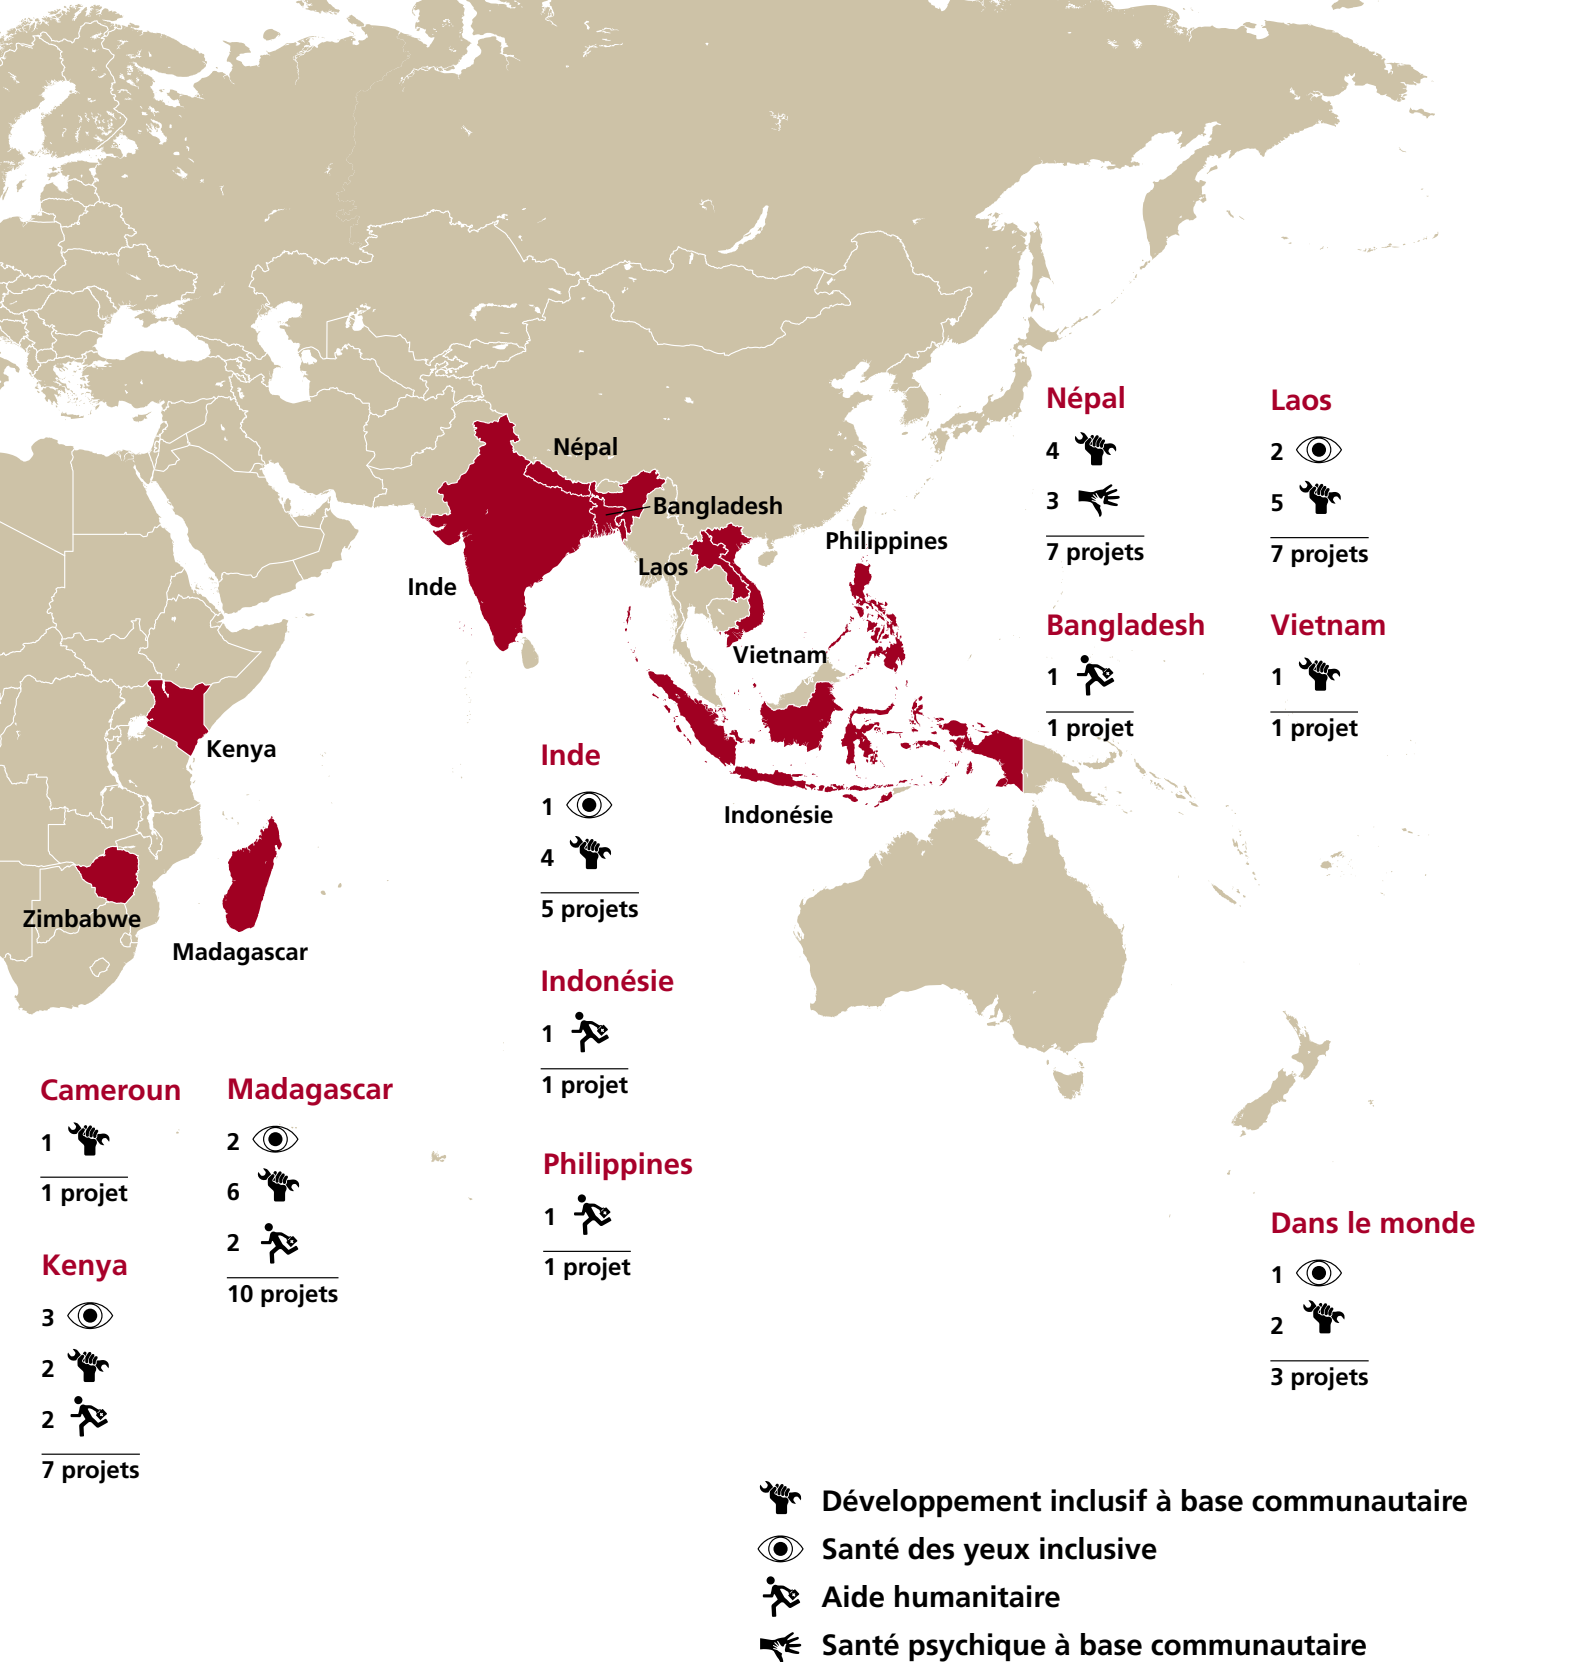 Népal
Bangladesh
Philippines
Laos
Inde
Vietnam
Kenya
Indonésie
Zimbabwe
Madagascar
Népal
4
3
7 projets
Laos
2
5
7 projets
Bangladesh
1
1 projet
Vietnam
1
1 projet
Inde
1
4
5 projets
Indonésie
1
1 projet
Philippines
1
1 projet
Cameroun
1
1 projet
Madagascar
2
6
2
10 projets
Kenya
3
2
2
7 projets
Dans le monde
1
2
3 projets
Développement inclusif à base communautaire
Santé des yeux inclusive
Aide humanitaire
Santé psychique à base communautaire